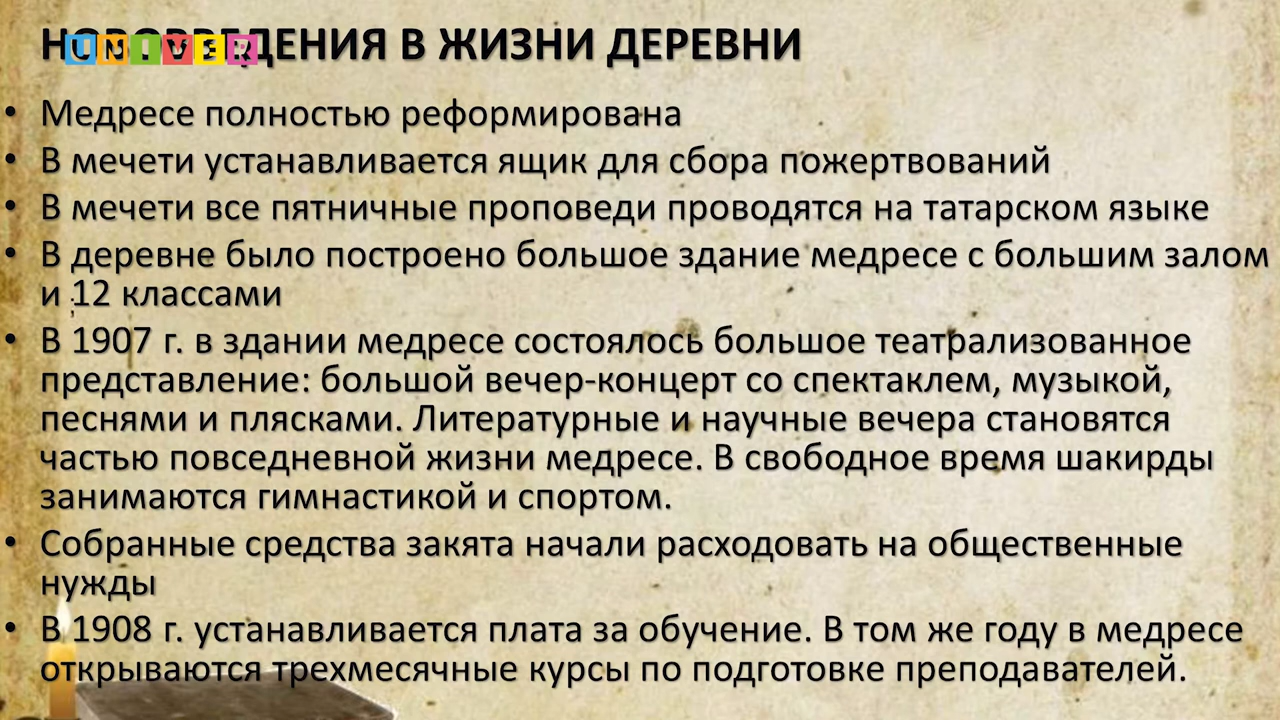 НОВОВВЕДЕНИЯ В ЖИЗНИ ДЕРЕВНИ
UNIVER
• Медресе полностью реформирована
• В мечети устанавливается ящик для сбора пожертвований
• В мечети все пятничные проповеди проводятся на татарском языке
• В деревне было построено большое здание медресе с большим залом
и 12 классами
;
• В 1907 г. в здании медресе состоялось большое театрализованное
представление: большой вечер-концерт со спектаклем, музыкой,
песнями и плясками. Литературные и научные вечера становятся
частью повседневной жизни медресе. В свободное время шакирды
занимаются гимнастикой и спортом.
• Собранные средства закята начали расходовать на общественные
нужды
• В 1908 г. устанавливается плата за обучение. В том же году в медресе
открываются трехмесячные курсы по подготовке преподавателей.